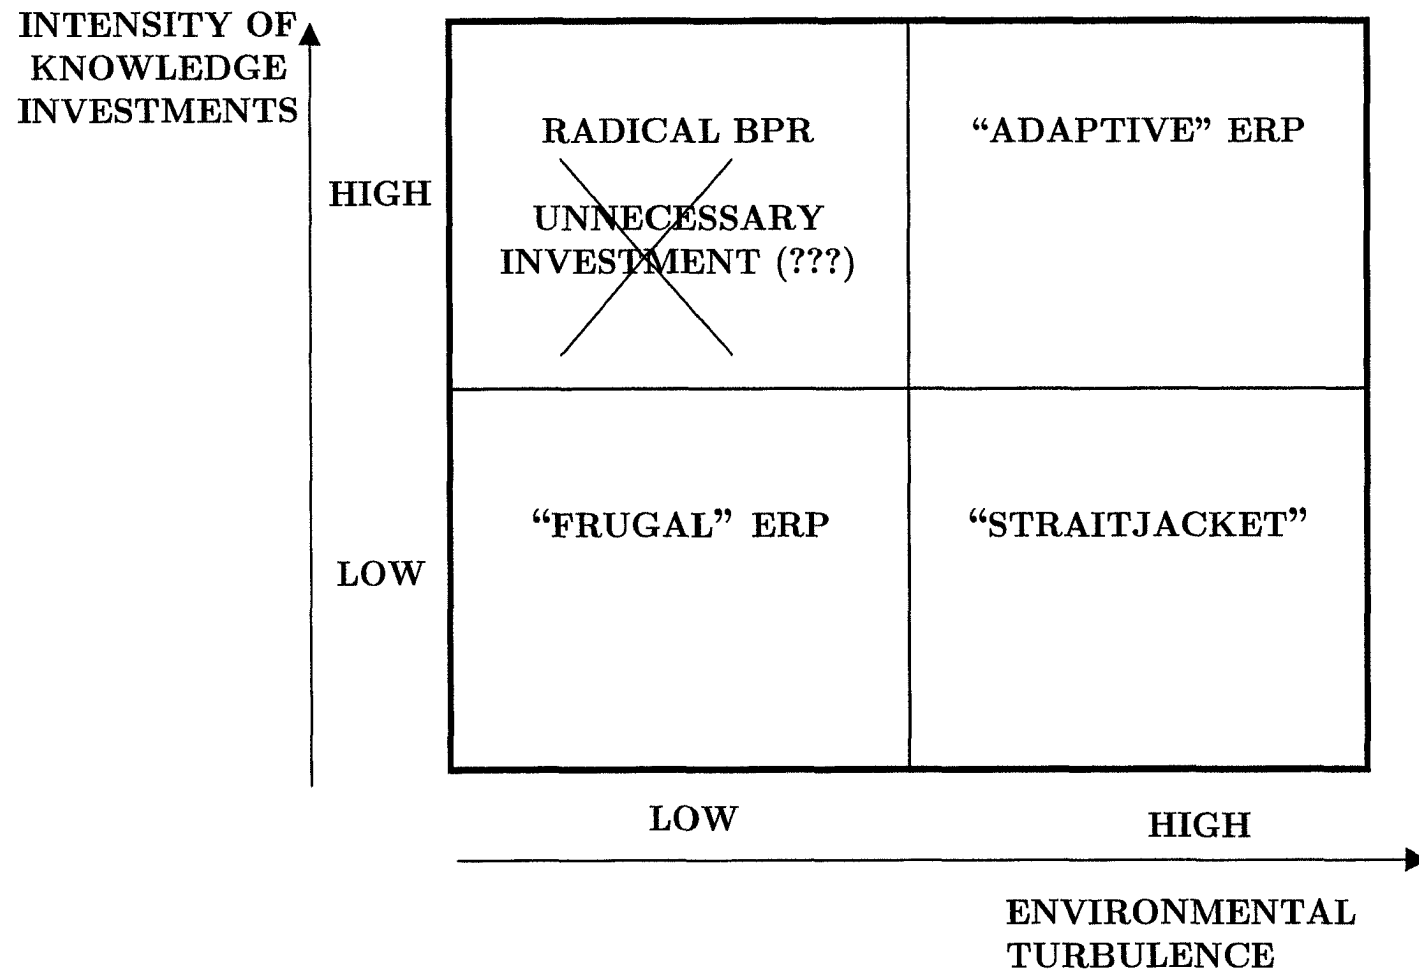 INTENSITY OF
KNOWLEDGE
INVESTMENTS
HIGH
RADICAL BPR
UNNECESSARY
INVESTMENT (???)
“ADAPTIVE” ERP
LOW
“FRUGAL” ERP
“STRAITJACKET”
LOW
HIGH
ENVIRONMENTAL
TURBULENCE